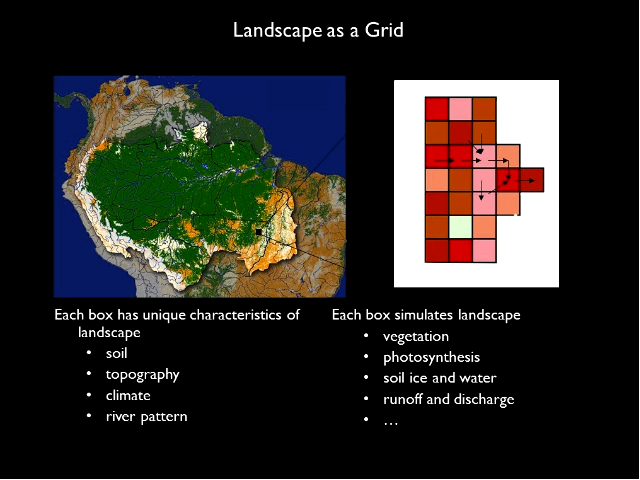 Landscape as a Grid
Each box has unique characteristics of
landscape
• soil
• topography
• climate
• river pattern
Each box simulates landscape
• vegetation
• photosynthesis
• soil ice and water
• runoff and discharge
• …